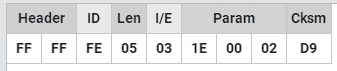 Header ID Len I/E Param Cksm
FF FF FE 05 03 1E 00 02 D9